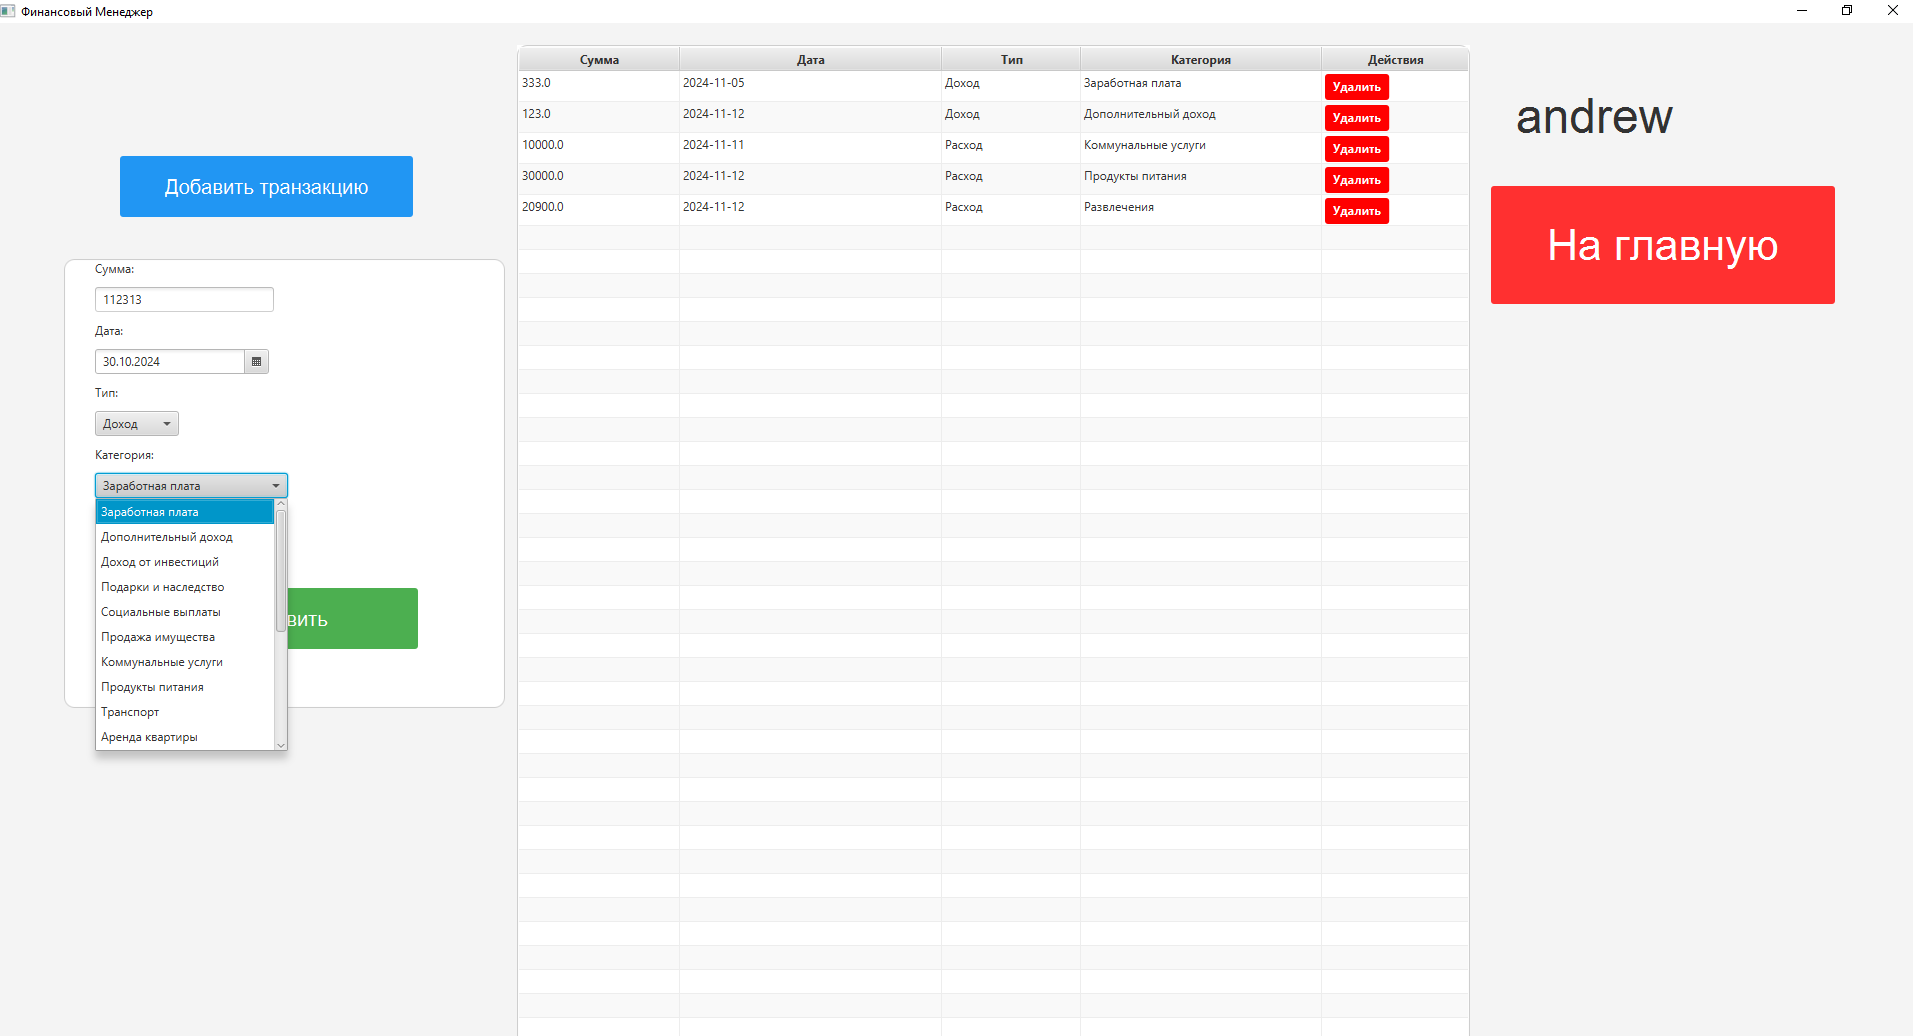 Финансовый Менеджер
Добавить транзакцию
Сумма:
112313
Дата:
30.10.2024
Тип:
Доход
Категория:
Заработная плата
Заработная плата
Дополнительный доход
Доход от инвестиций
Подарки и наследство
Социальные выплаты
Продажа имущества
Коммунальные услуги
Продукты питания
Транспорт
Аренда квартиры
вить
Сумма Дата Тип Категория Действия
333.0 2024-11-05 Доход Заработная плата Удалить
123.0 2024-11-12 Доход Дополнительный доход Удалить
10000.0 2024-11-11 Расход Коммунальные услуги Удалить
30000.0 2024-11-12 Расход Продукты питания Удалить
20900.0 2024-11-12 Расход Развлечения Удалить
andrew
На главную